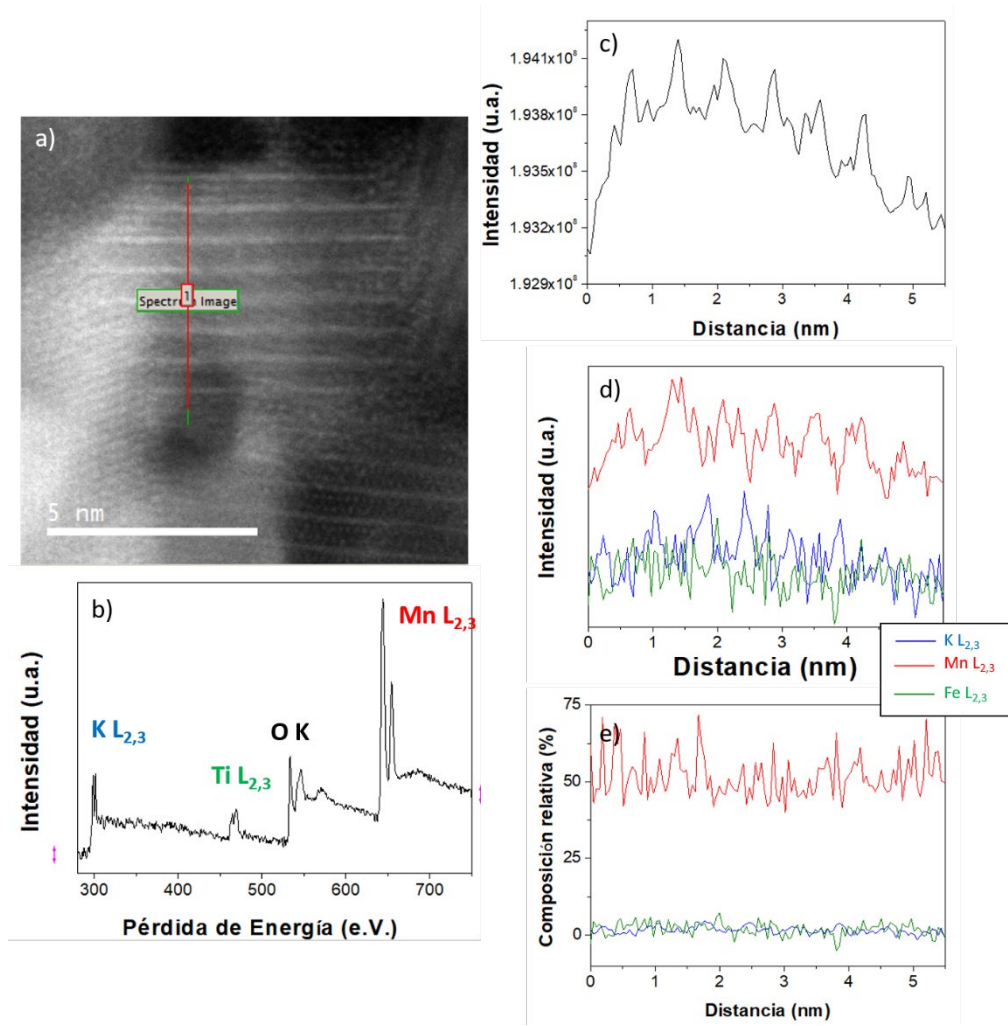 a)
Spectrum Image
1
5 nm
b)
Intensidad (u.a.)
K L2,3
Ti L2,3
O K
Mn L2,3
300 400 500 600 700
Pérdida de Energía (e.V.)
c)
Intensidad (u.a.)
1.941x10⁸
1.938x10⁸
1.935x10⁸
1.932x10⁸
1.929x10⁸
0 1 2 3 4 5
Distancia (nm)
d)
Intensidad (u.a.)
0 1 2 3 4
Distancia (nm)
K L2,3
Mn L2,3
Fe L2,3
e)
Composición relativa (%)
75
50
25
0
0 1 2 3 4 5
Distancia (nm)